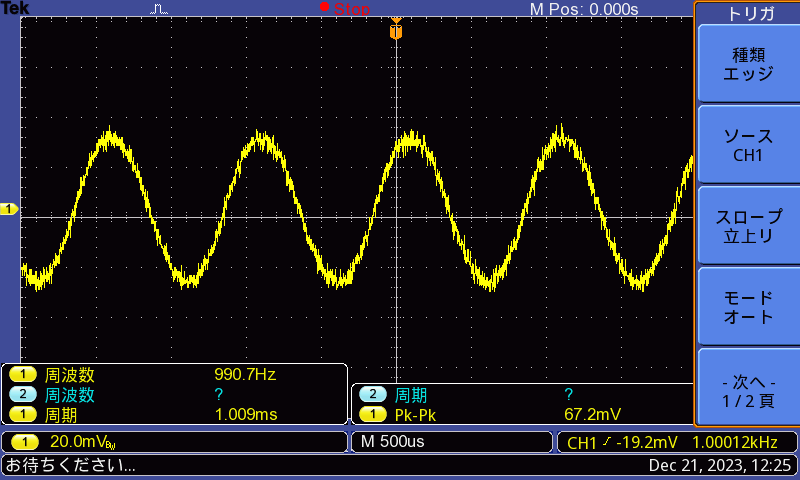 Tek Stop M Pos: 0.000s
T
トリガ
種類
エッジ
ソース
CH1
スロープ
立上り
モード
オート
- 次へ -
1 / 2 頁
1
1 周波数 990.7Hz
2 周波数 ?
1 周期 1.009ms
2 周期 ?
1 Pk-Pk 67.2mV
1 20.0mV BW
M 500us
CH1 -19.2mV 1.00012kHz
お待ちください...
Dec 21, 2023, 12:25